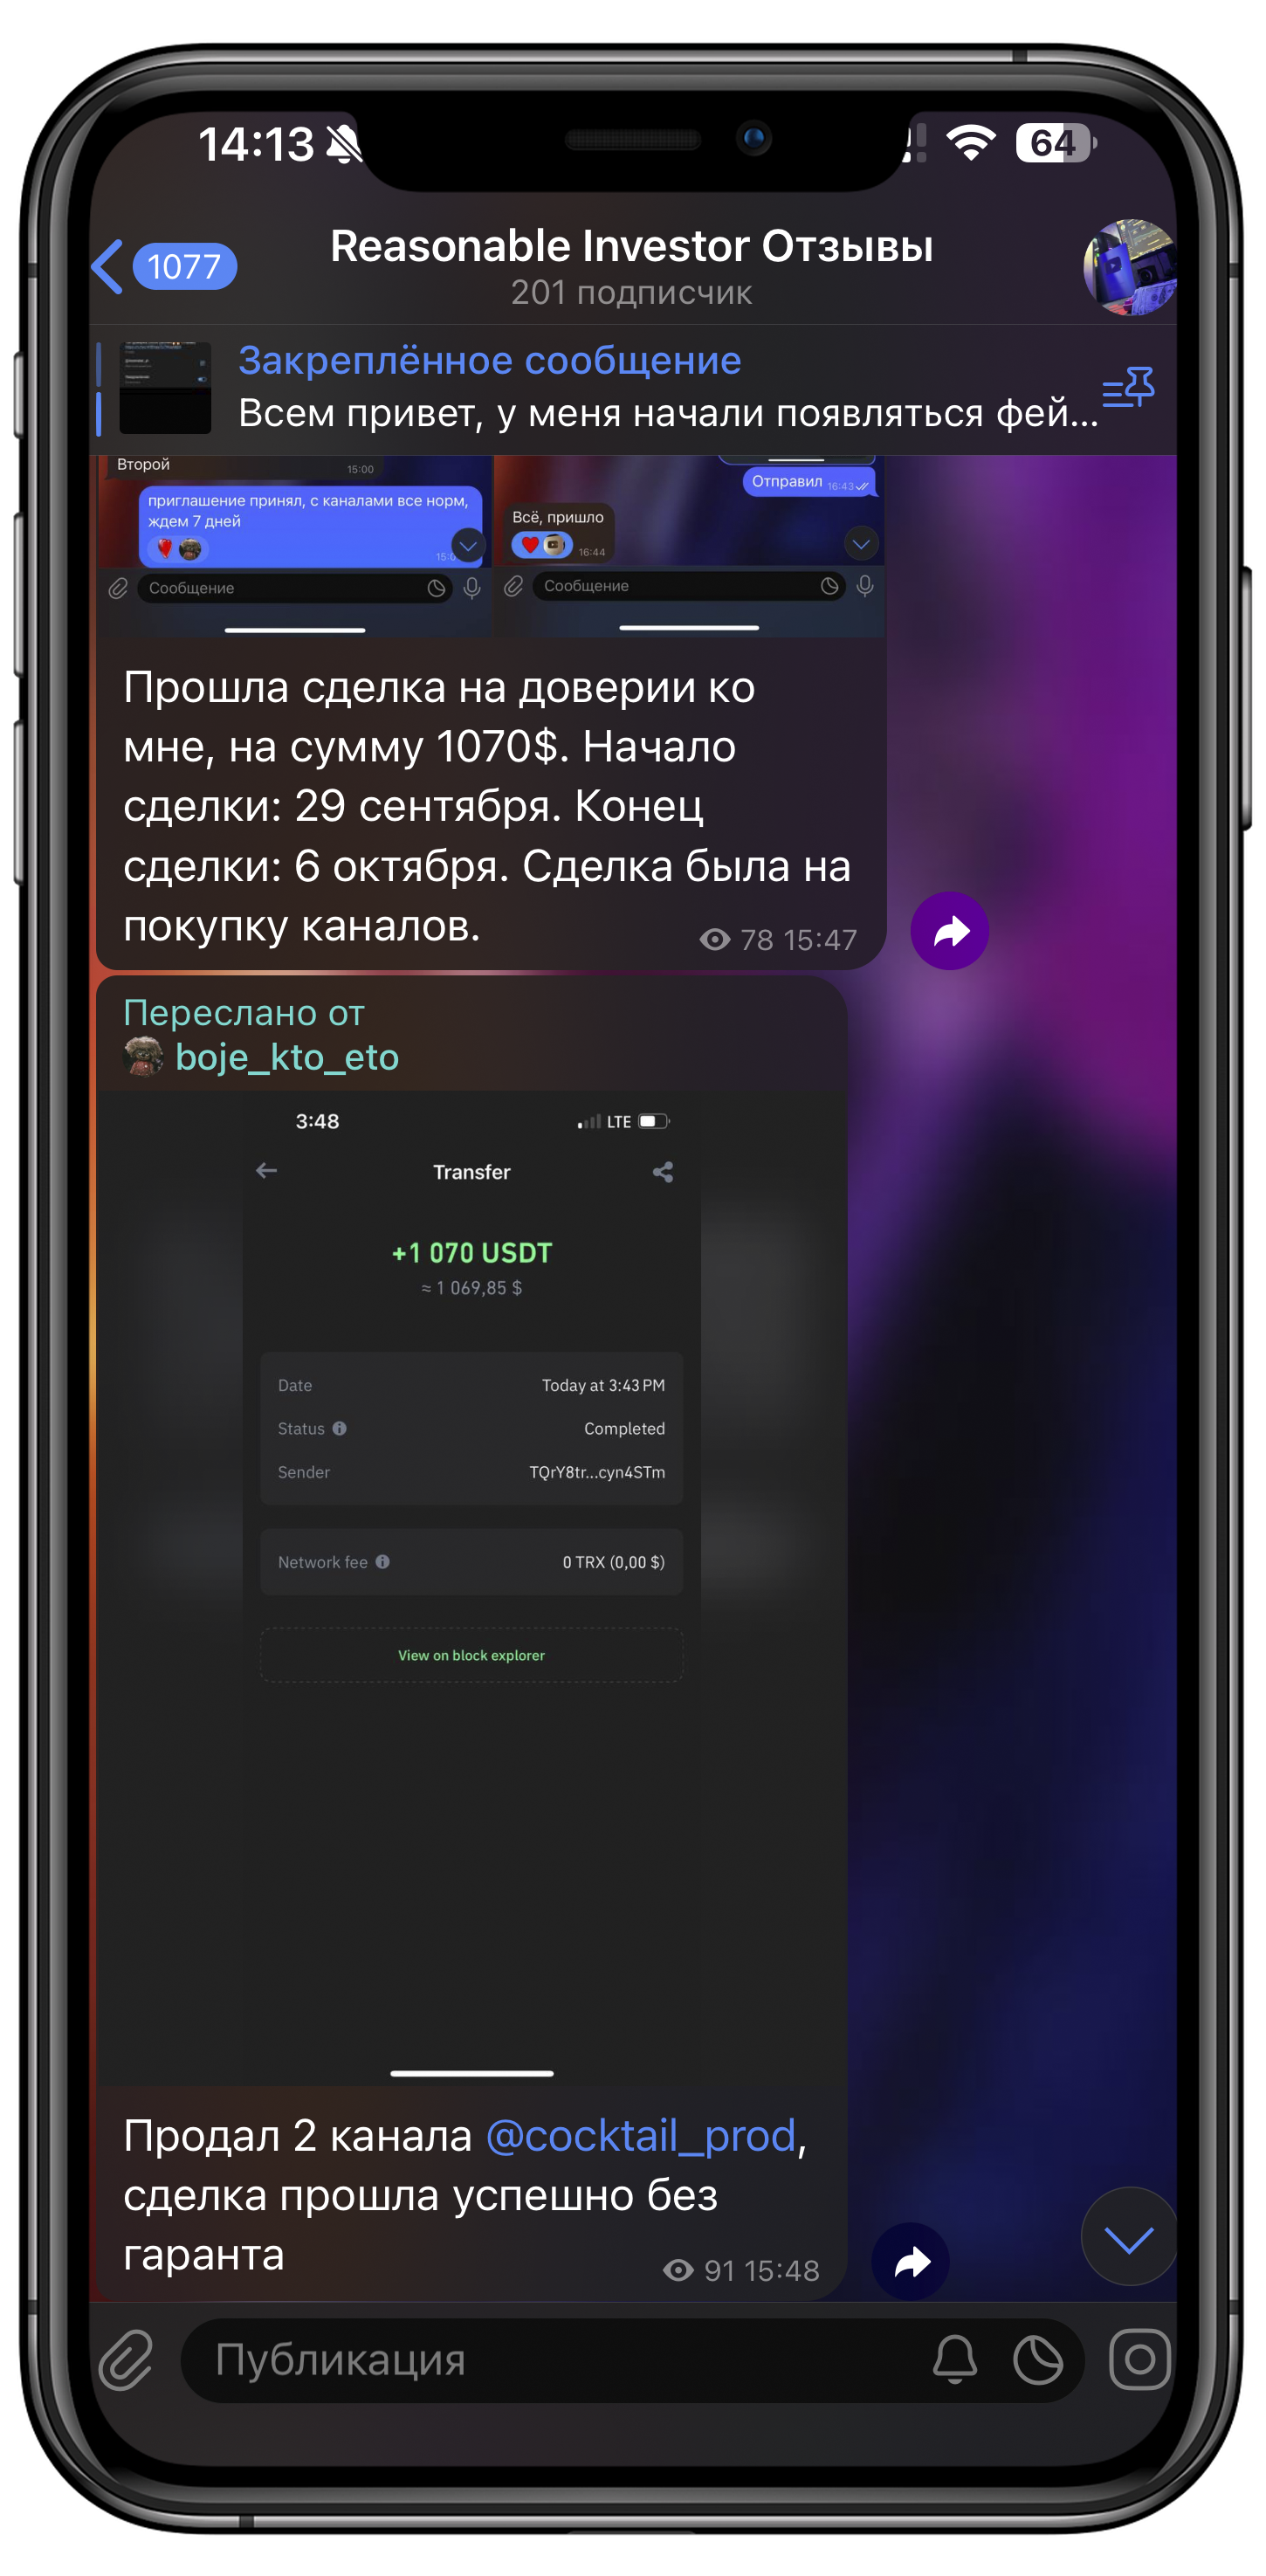 14:13
64
1077
Reasonable Investor Отзывы
201 подписчик
Закреплённое сообщение
Всем привет, у меня начали появляться фей...
Второй
15:00
приглашение принял, с каналами все норм,
ждем 7 дней
Сообщение
Отправил 16:43
Всё, пришло
16:44
Сообщение
Прошла сделка на доверии ко
мне, на сумму 1070$. Начало
сделки: 29 сентября. Конец
сделки: 6 октября. Сделка была на
покупку каналов.
78 15:47
Переслано от
boje_kto_eto
3:48
LTE
Transfer
+1 070 USDT
≈ 1 069,85 $
Date Today at 3:43 PM
Status Completed
Sender TQrY8tr...cyn4STm
Network fee 0 TRX (0,00 $)
View on block explorer
Продал 2 канала @cocktail_prod,
сделка прошла успешно без
гаранта
91 15:48
Публикация